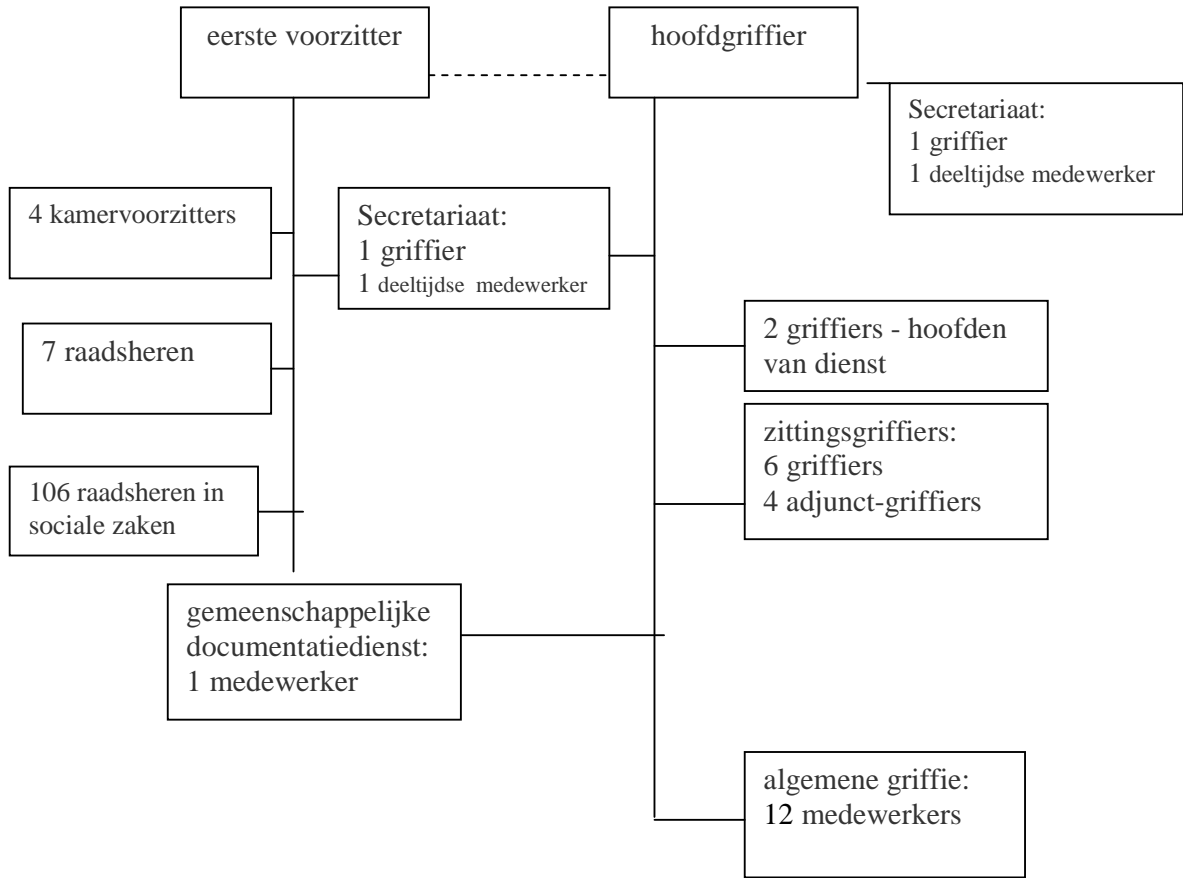 eerste voorzitter
hoofdgriffier
Secretariaat:
1 griffier
1 deeltijdse medewerker
4 kamervoorzitters
Secretariaat:
1 griffier
1 deeltijdse medewerker
7 raadsheren
2 griffiers - hoofden
van dienst
zittingsgriffiers:
6 griffiers
4 adjunct-griffiers
106 raadsheren in
sociale zaken
gemeenschappelijke
documentatiedienst:
1 medewerker
algemene griffie:
12 medewerkers